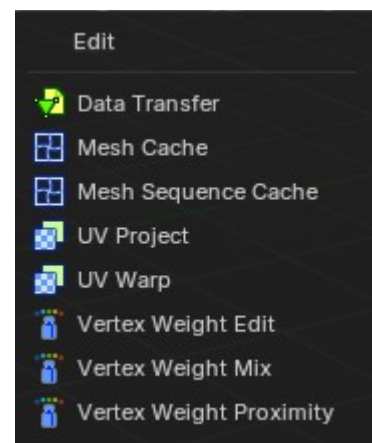 Edit
Data Transfer
Mesh Cache
Mesh Sequence Cache
UV Project
UV Warp
Vertex Weight Edit
Vertex Weight Mix
Vertex Weight Proximity